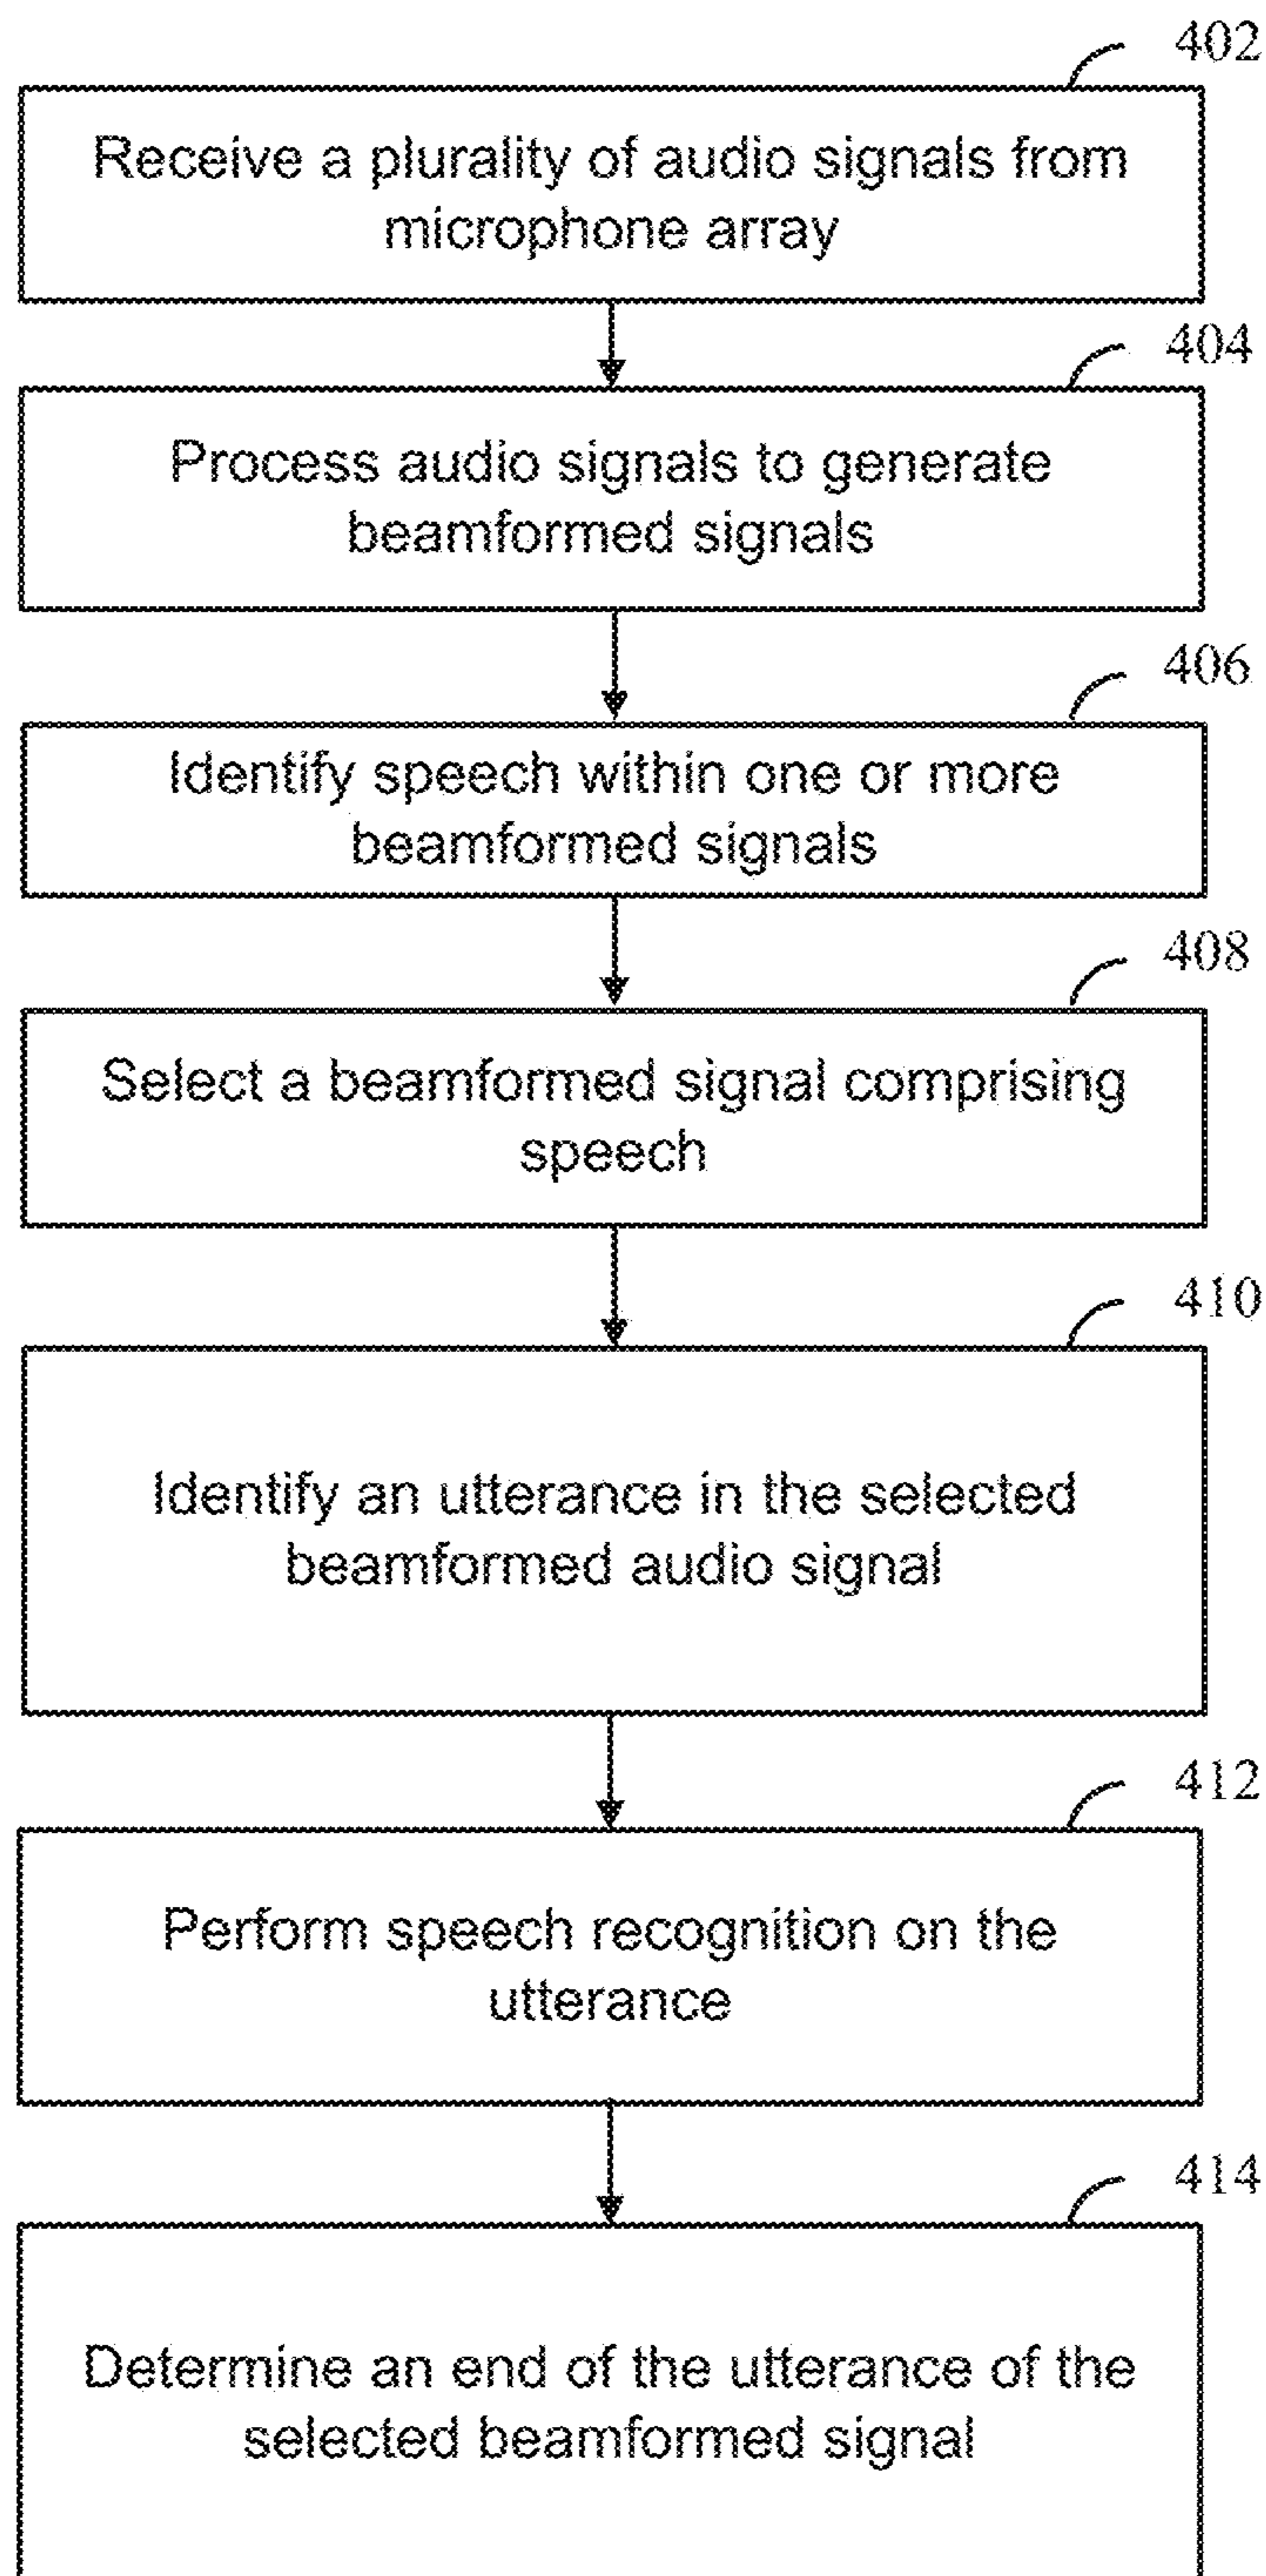 402
Receive a plurality of audio signals from
microphone array
404
Process audio signals to generate
beamformed signals
406
Identify speech within one or more
beamformed signals
408
Select a beamformed signal comprising
speech
410
Identify an utterance in the selected
beamformed audio signal
412
Perform speech recognition on the
utterance
414
Determine an end of the utterance of the
selected beamformed signal